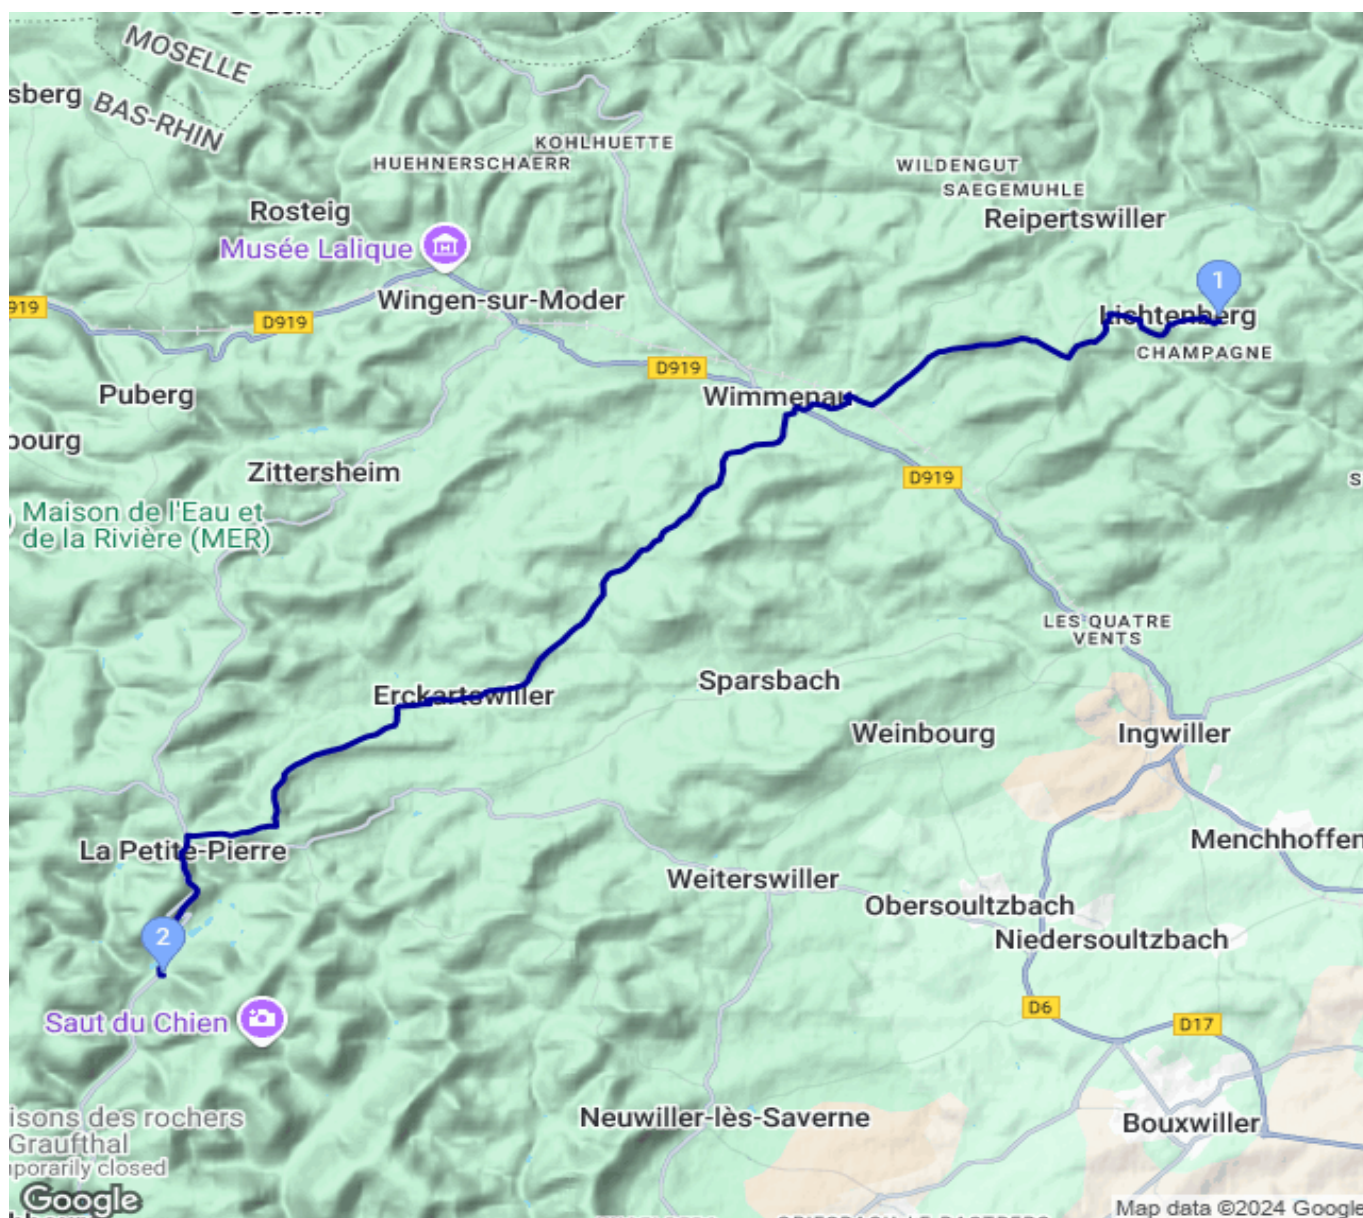 MOSELLE
sberg
BAS-RHIN
KOHLHUETTE
HUEHNERSCHAERR
WILDENGUT
SAEGEMUHLE
Rosteig
Reipertswiller
Musée Lalique
1
Wingen-sur-Moder
919
D919
Lichtenberg
CHAMPAGNE
D919
Puberg
Wimmenau
bourg
Zittersheim
D919
S
Maison de l'Eau et
de la Rivière (MER)
LES QUATRE
VENTS
Sparsbach
Erckartswiller
Weinbourg
Ingwiller
Menchhoffen
La Petite-Pierre
Weiterswiller
Obersoultzbach
2
Niedersoultzbach
D6
Saut du Chien
D17
isons des rochers
Graufthal
nporarily closed
Neuwiller-lès-Saverne
Bouxwiller
Google
Map data ©2024 Google